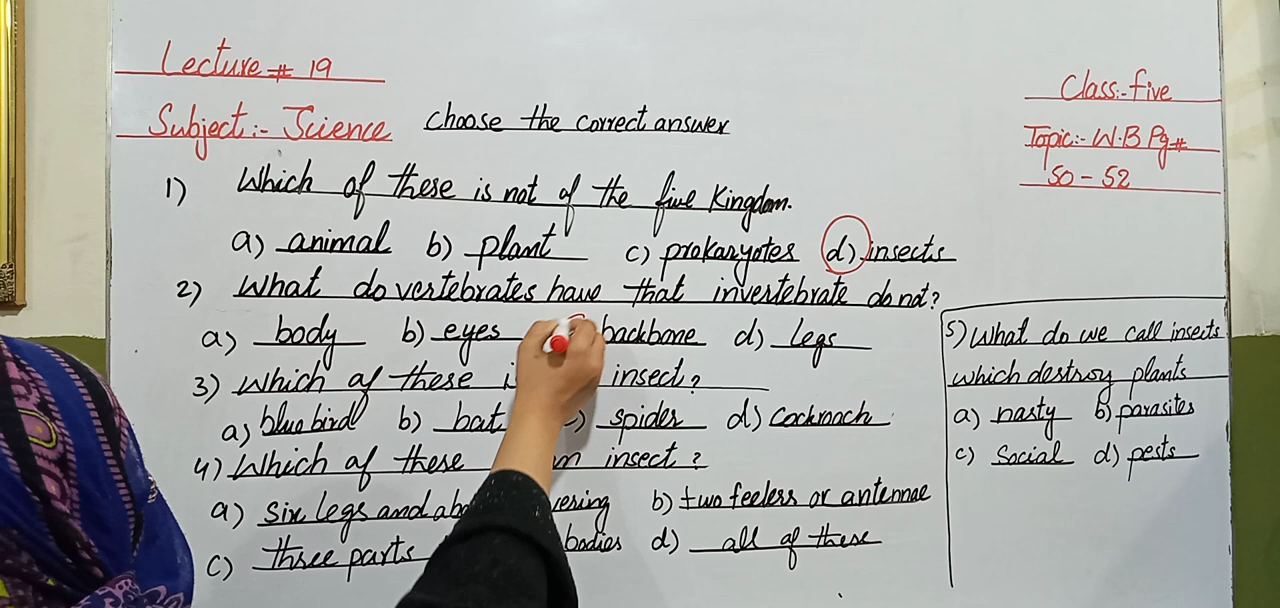 Lecture # 19
Class:- five
Subject:- Science
Choose the correct answer
Topic:- W.B Pg#
50 - 52
1) Which of these is not of the five Kingdom.
a) animal b) plant c) prokaryotes d) insects
2) What do vertebrates have that invertebrate do not?
a) body b) eyes backbone d) legs
3) Which of these insect?
a) blue bird b) bat c) spider d) cockroach
4) Which of these insect?
a) six legs and b) two feeless or antennae
c) three parts bodies d) all of these
5) What do we call insects
which destroy plants
a) nasty b) parasites
c) Social d) pests